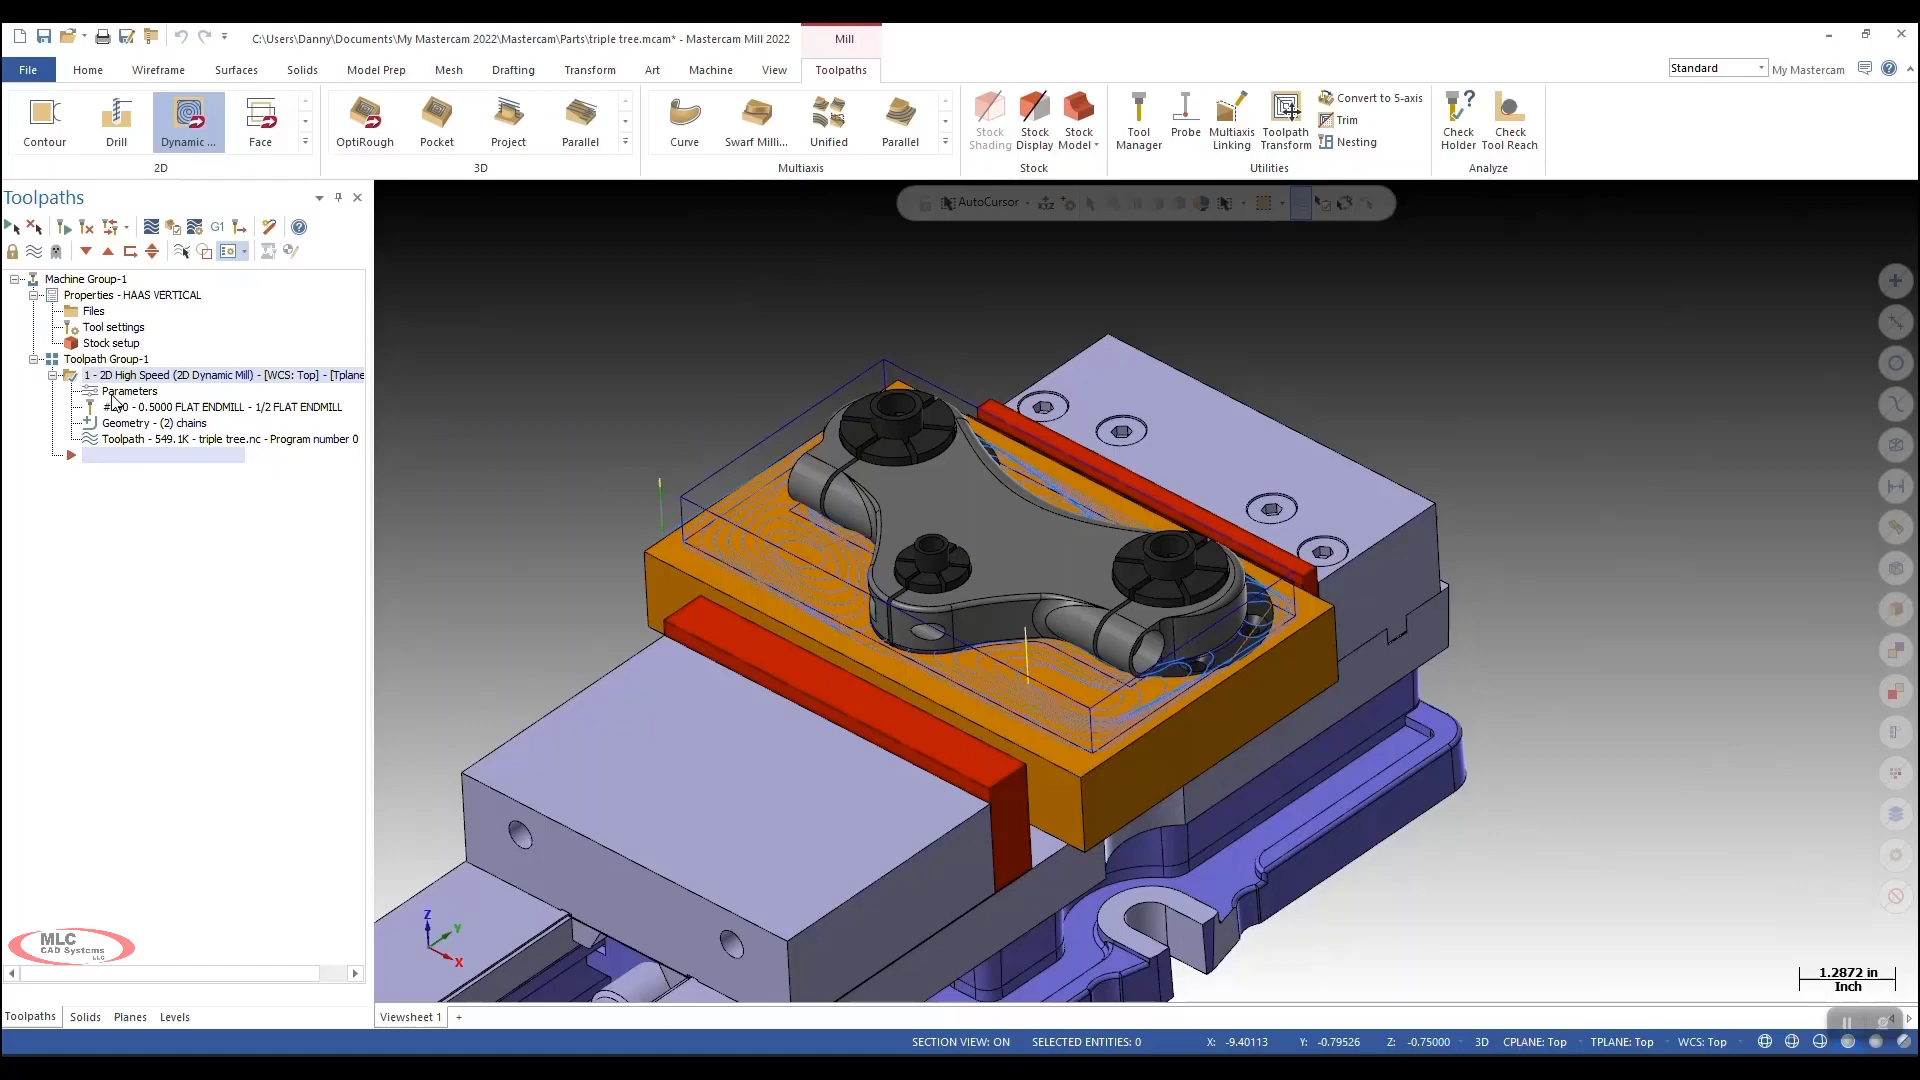 C:\Users\Danny\Documents\My Mastercam 2022\Mastercam\Parts\triple tree.mcam* - Mastercam Mill 2022
Mill
File Home Wireframe Surfaces Solids Model Prep Mesh Drafting Transform Art Machine View Toolpaths
Standard My Mastercam
Contour Drill Dynamic ... Face
2D
OptiRough Pocket Project Parallel
3D
Curve Swarf Milli... Unified Parallel
Multiaxis
Stock Shading
Stock Display
Stock Model
Stock
Tool Manager
Probe
Multiaxis Linking
Toolpath Transform
Convert to 5-axis
Trim
Nesting
Utilities
Check Holder
Check Tool Reach
Analyze
Toolpaths
G1
AutoCursor
Machine Group-1
Properties - HAAS VERTICAL
Files
Tool settings
Stock setup
Toolpath Group-1
1 - 2D High Speed (2D Dynamic Mill) - [WCS: Top] - [Tplane
Parameters
0 - 0.5000 FLAT ENDMILL - 1/2 FLAT ENDMILL
Geometry - (2) chains
Toolpath - 549.1K - triple tree.nc - Program number 0
MLC
CAD Systems
LLC
Z
Y
X
1.2872 in
Inch
Toolpaths Solids Planes Levels
Viewsheet 1 +
SECTION VIEW: ON SELECTED ENTITIES: 0 X: -9.40113 Y: -0.79526 Z: -0.75000 3D CPLANE: Top TPLANE: Top WCS: Top